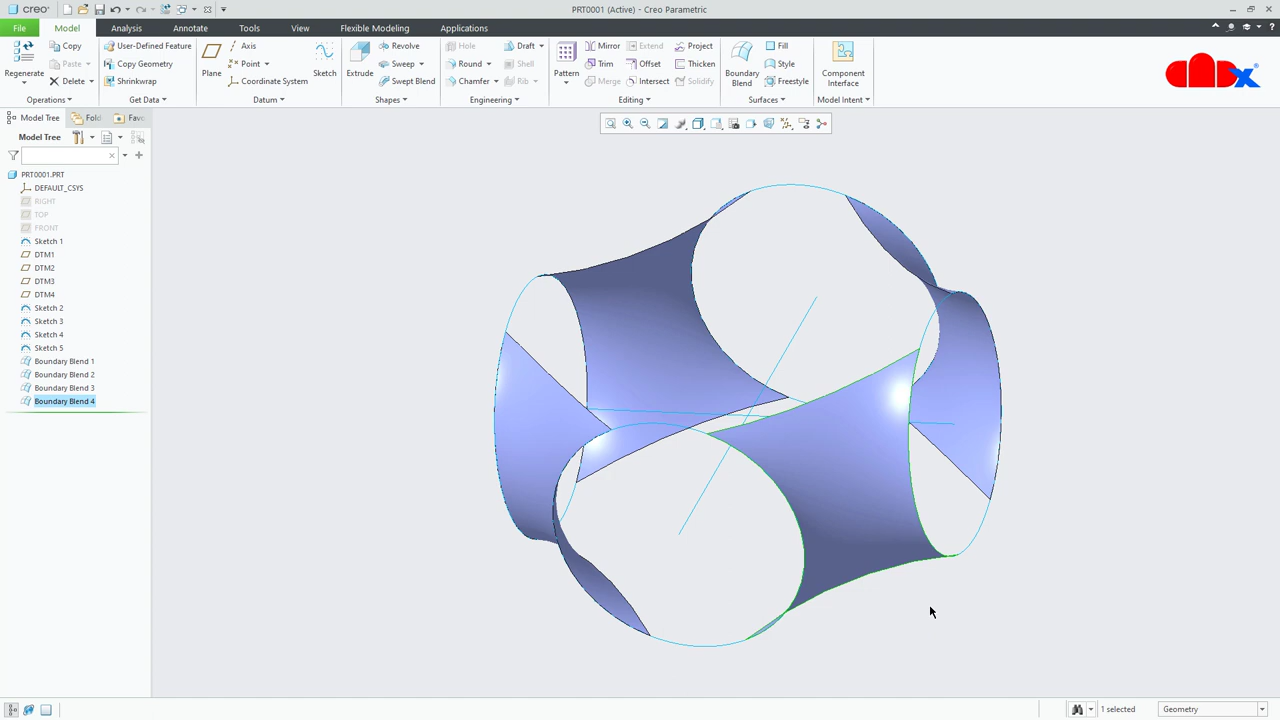 creo®
PRT0001 (Active) - Creo Parametric
File Model Analysis Annotate Tools View Flexible Modeling Applications
Regenerate Copy Paste Delete
Operations
User-Defined Feature
Copy Geometry
Shrinkwrap
Get Data
Plane Axis Point Coordinate System Sketch
Datum
Extrude Revolve Sweep Swept Blend
Shapes
Hole Draft
Round Shell
Chamfer Rib
Engineering
Pattern
Mirror Extend Project
Trim Offset Thicken
Merge Intersect Solidify
Editing
Boundary Blend
Fill
Style
Freestyle
Surfaces
Component Interface
Model Intent
CADX
Model Tree Fold Favo
Model Tree
PRT0001.PRT
DEFAULT_CSYS
RIGHT
TOP
FRONT
Sketch 1
DTM1
DTM2
DTM3
DTM4
Sketch 2
Sketch 3
Sketch 4
Sketch 5
Boundary Blend 1
Boundary Blend 2
Boundary Blend 3
Boundary Blend 4
1 selected
Geometry